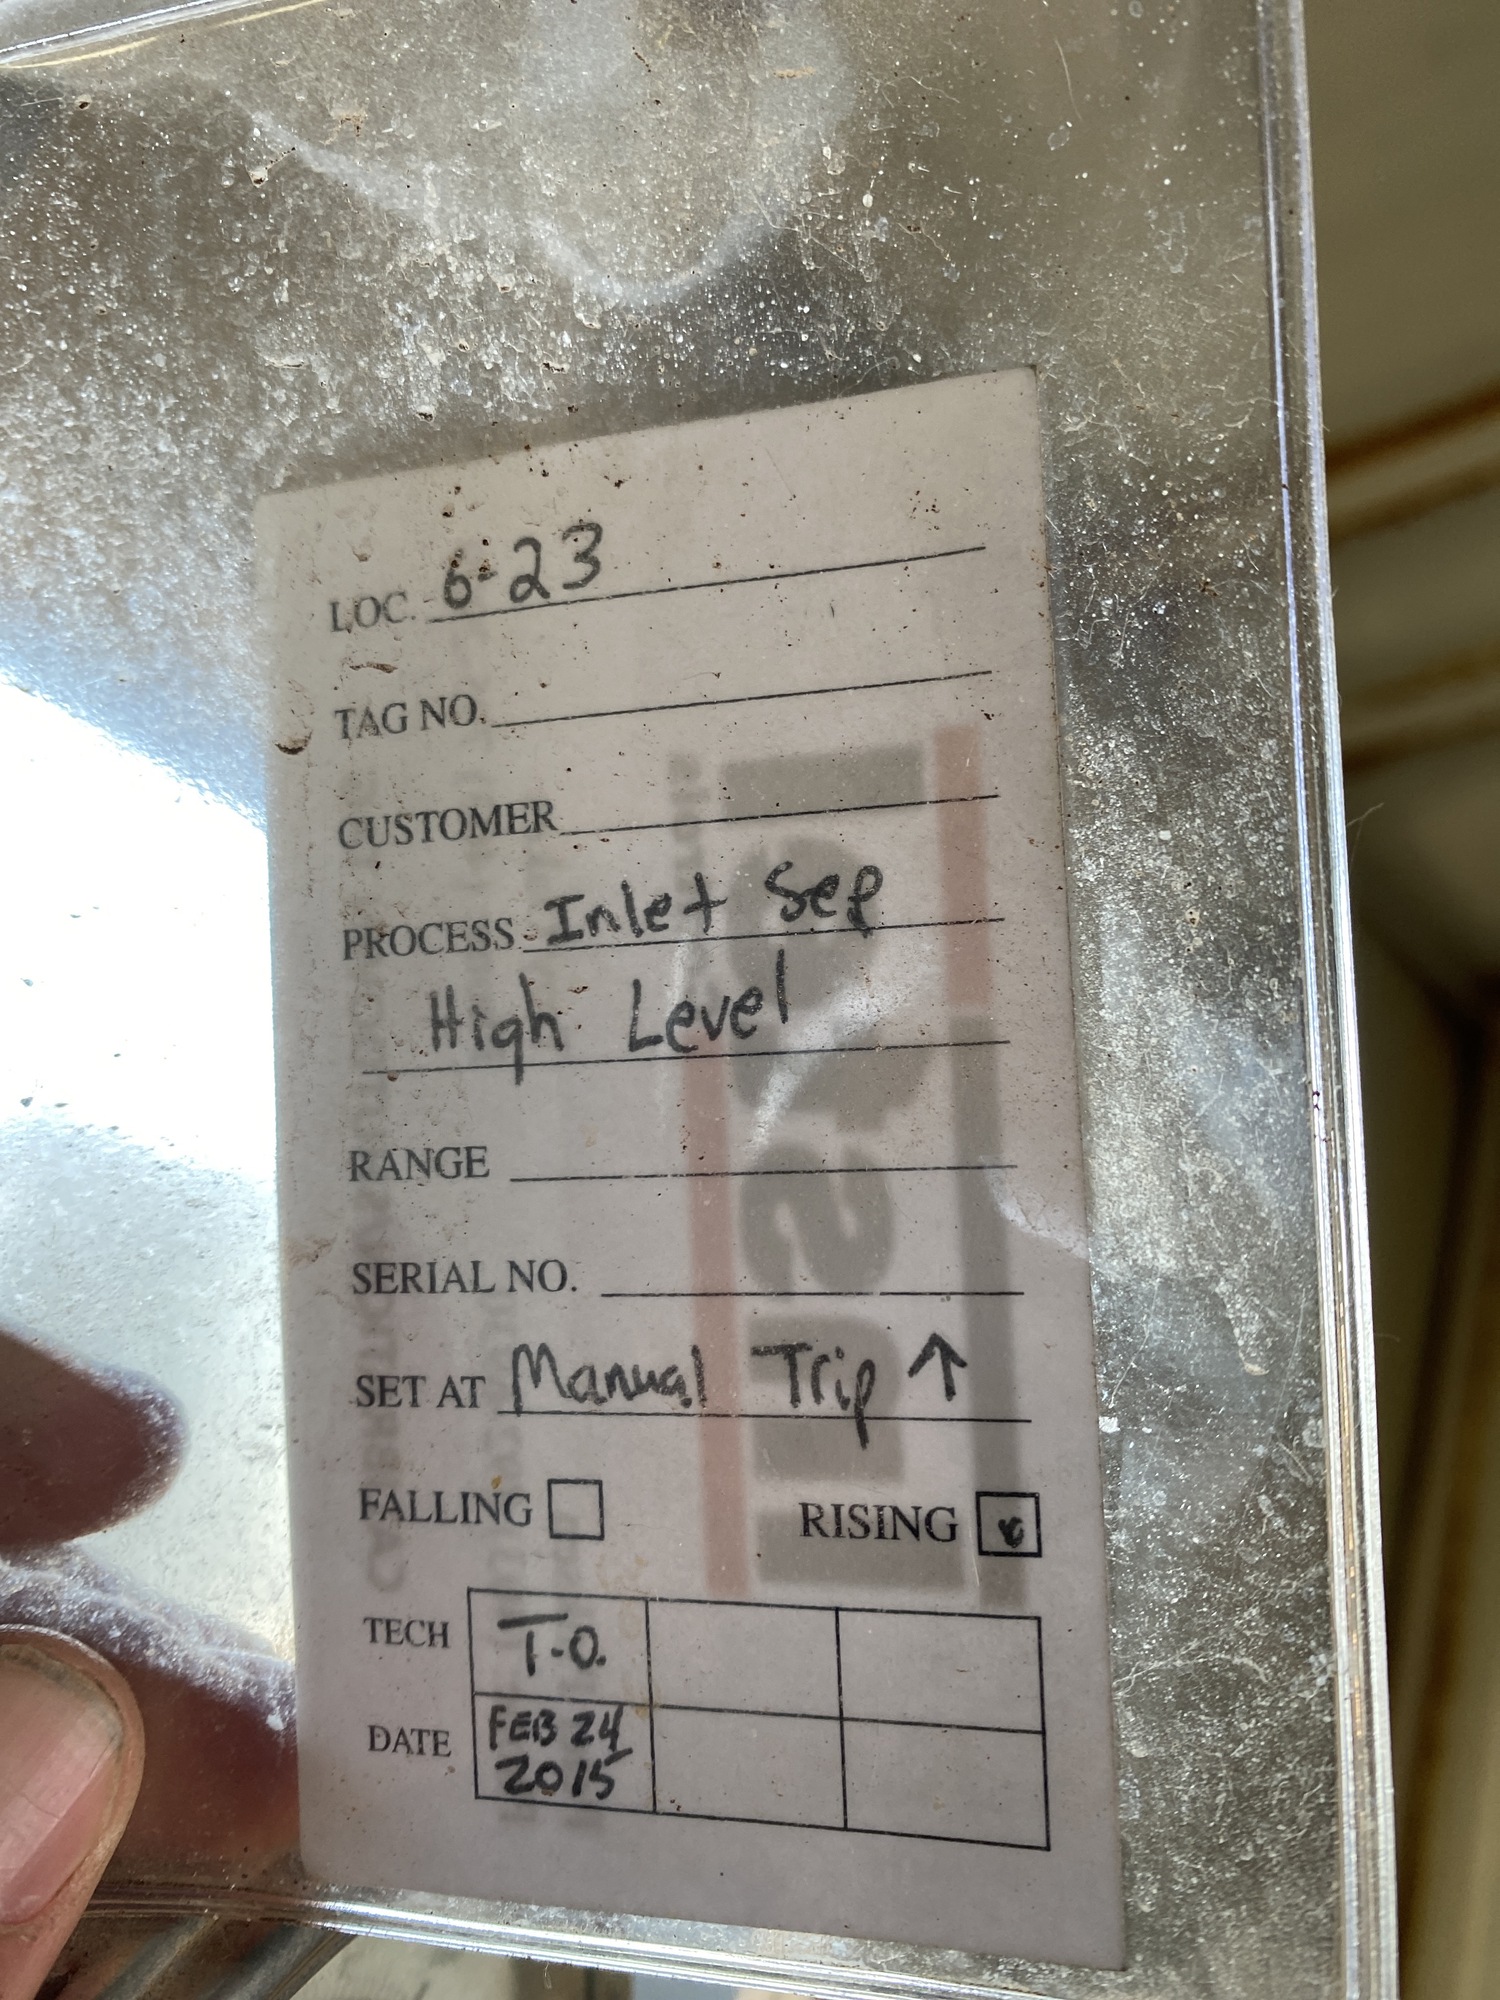 LOC. 6-23
TAG NO.
CUSTOMER
PROCESS Inlet Sep
High Level
RANGE
SERIAL NO.
SET AT Manual Trip ↑
FALLING RISING
TECH T.O.
DATE FEB 24
2015